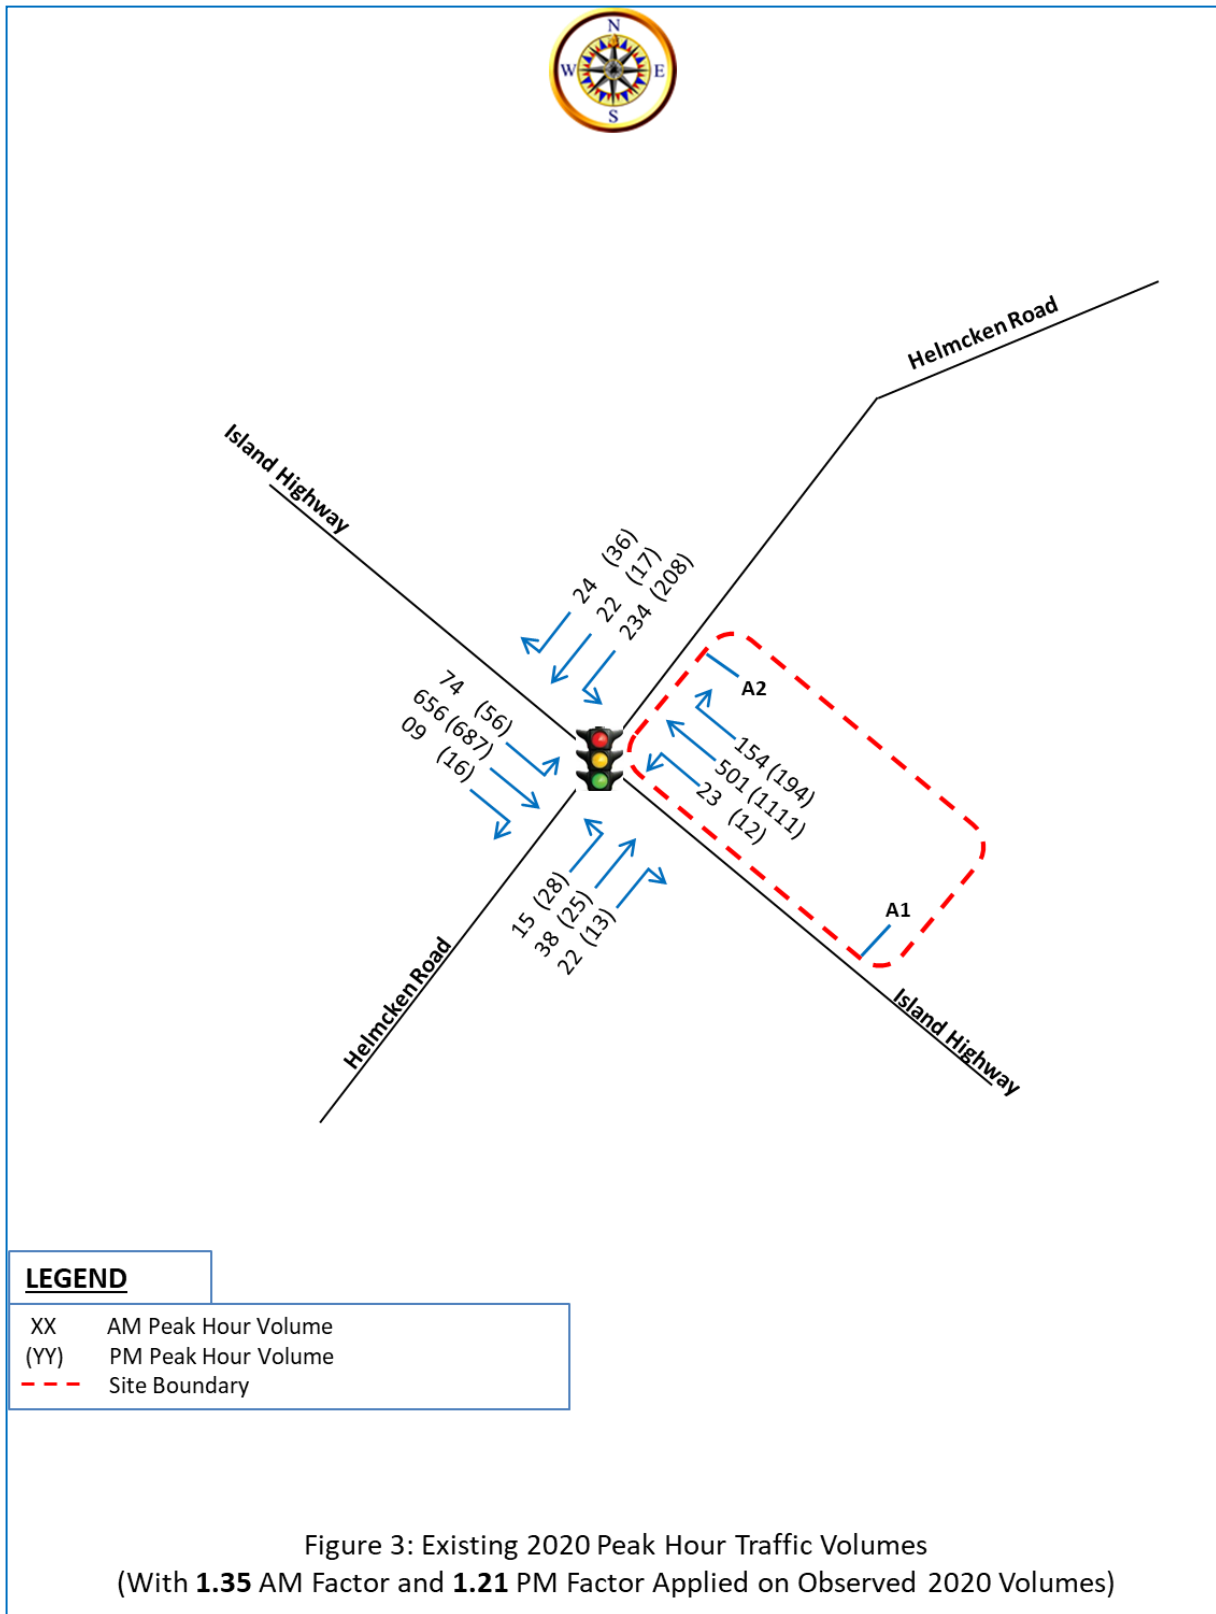 N
W E
S
Helmcken Road
Island Highway
24 (36)
22 (17)
234 (208)
A2
74 (56)
656 (687)
09 (16)
154 (194)
501 (1111)
23 (12)
15 (28)
38 (25)
22 (13)
A1
Helmcken Road
Island Highway
LEGEND
XX AM Peak Hour Volume
(YY) PM Peak Hour Volume
Site Boundary
Figure 3: Existing 2020 Peak Hour Traffic Volumes
(With 1.35 AM Factor and 1.21 PM Factor Applied on Observed 2020 Volumes)